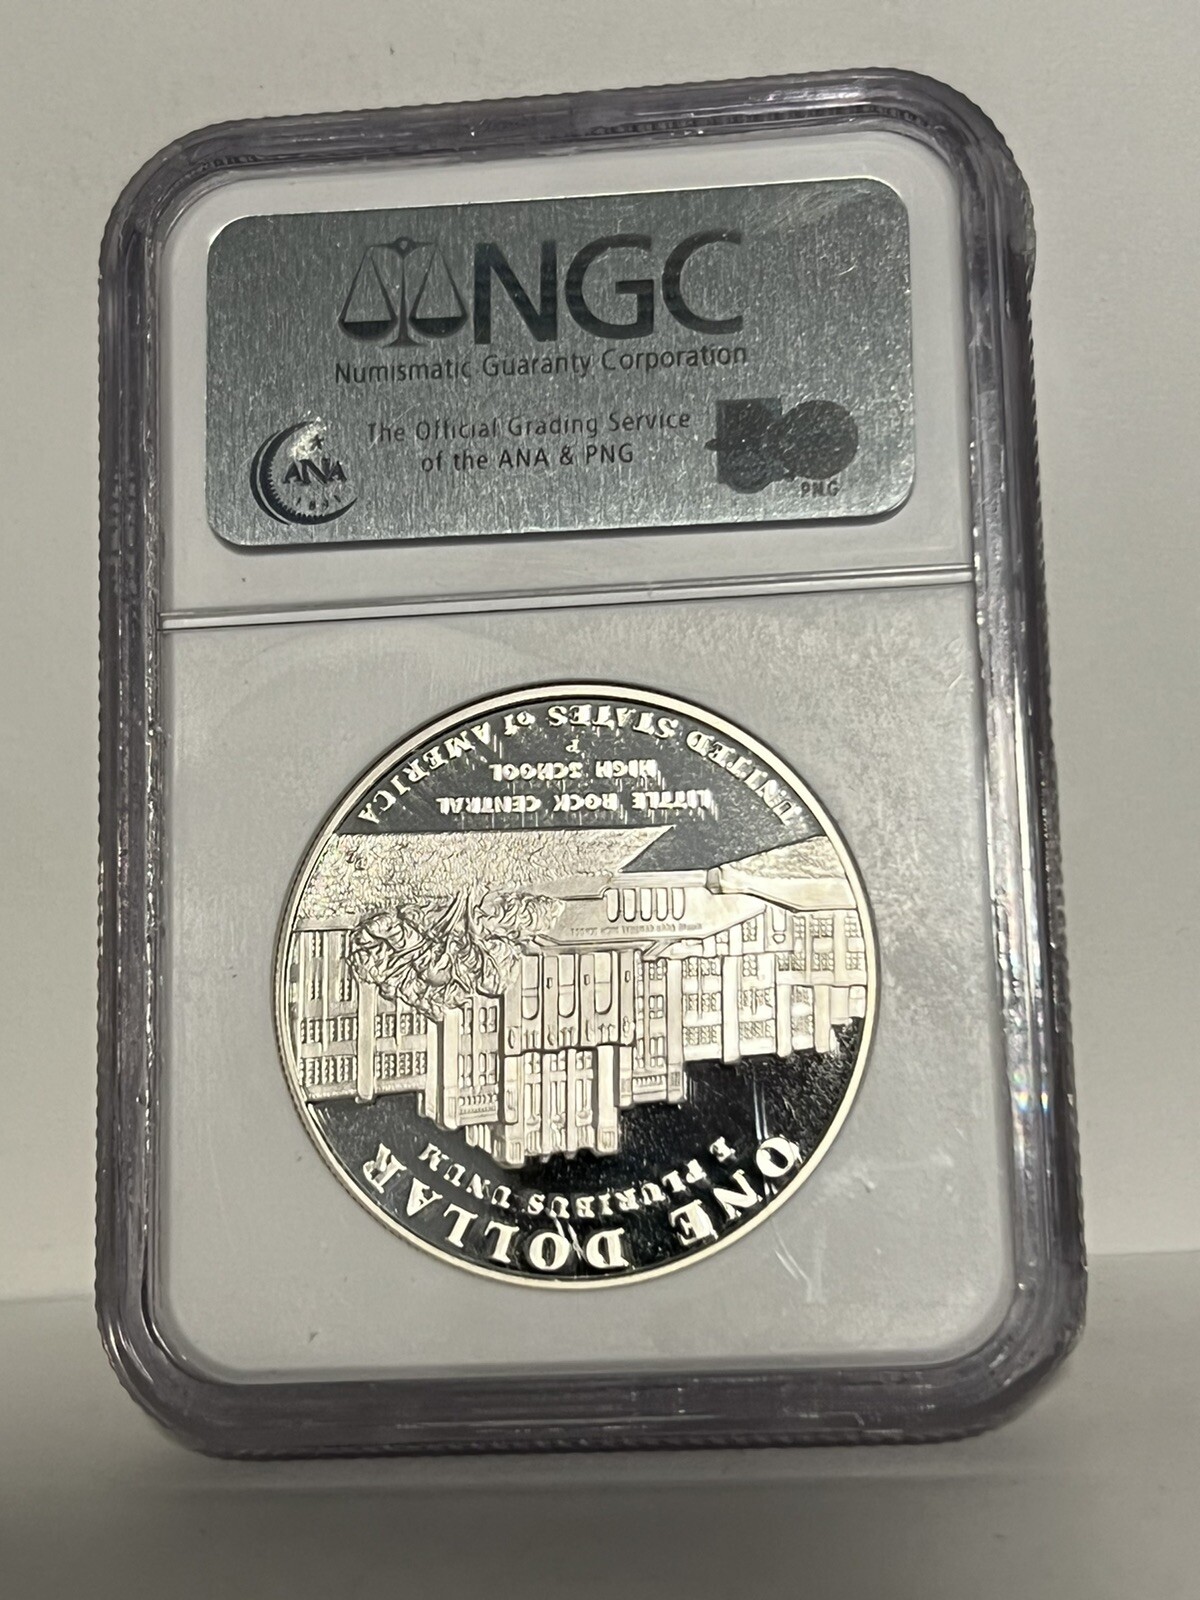 NGC
Numismatic Guaranty Corporation
The Official Grading Service
of the ANA & PNG
ANA
1891
PNG
UNITED STATES of AMERICA
P
HIGH SCHOOL
LITTLE ROCK CENTRAL
E PLURIBUS UNUM
ONE DOLLAR